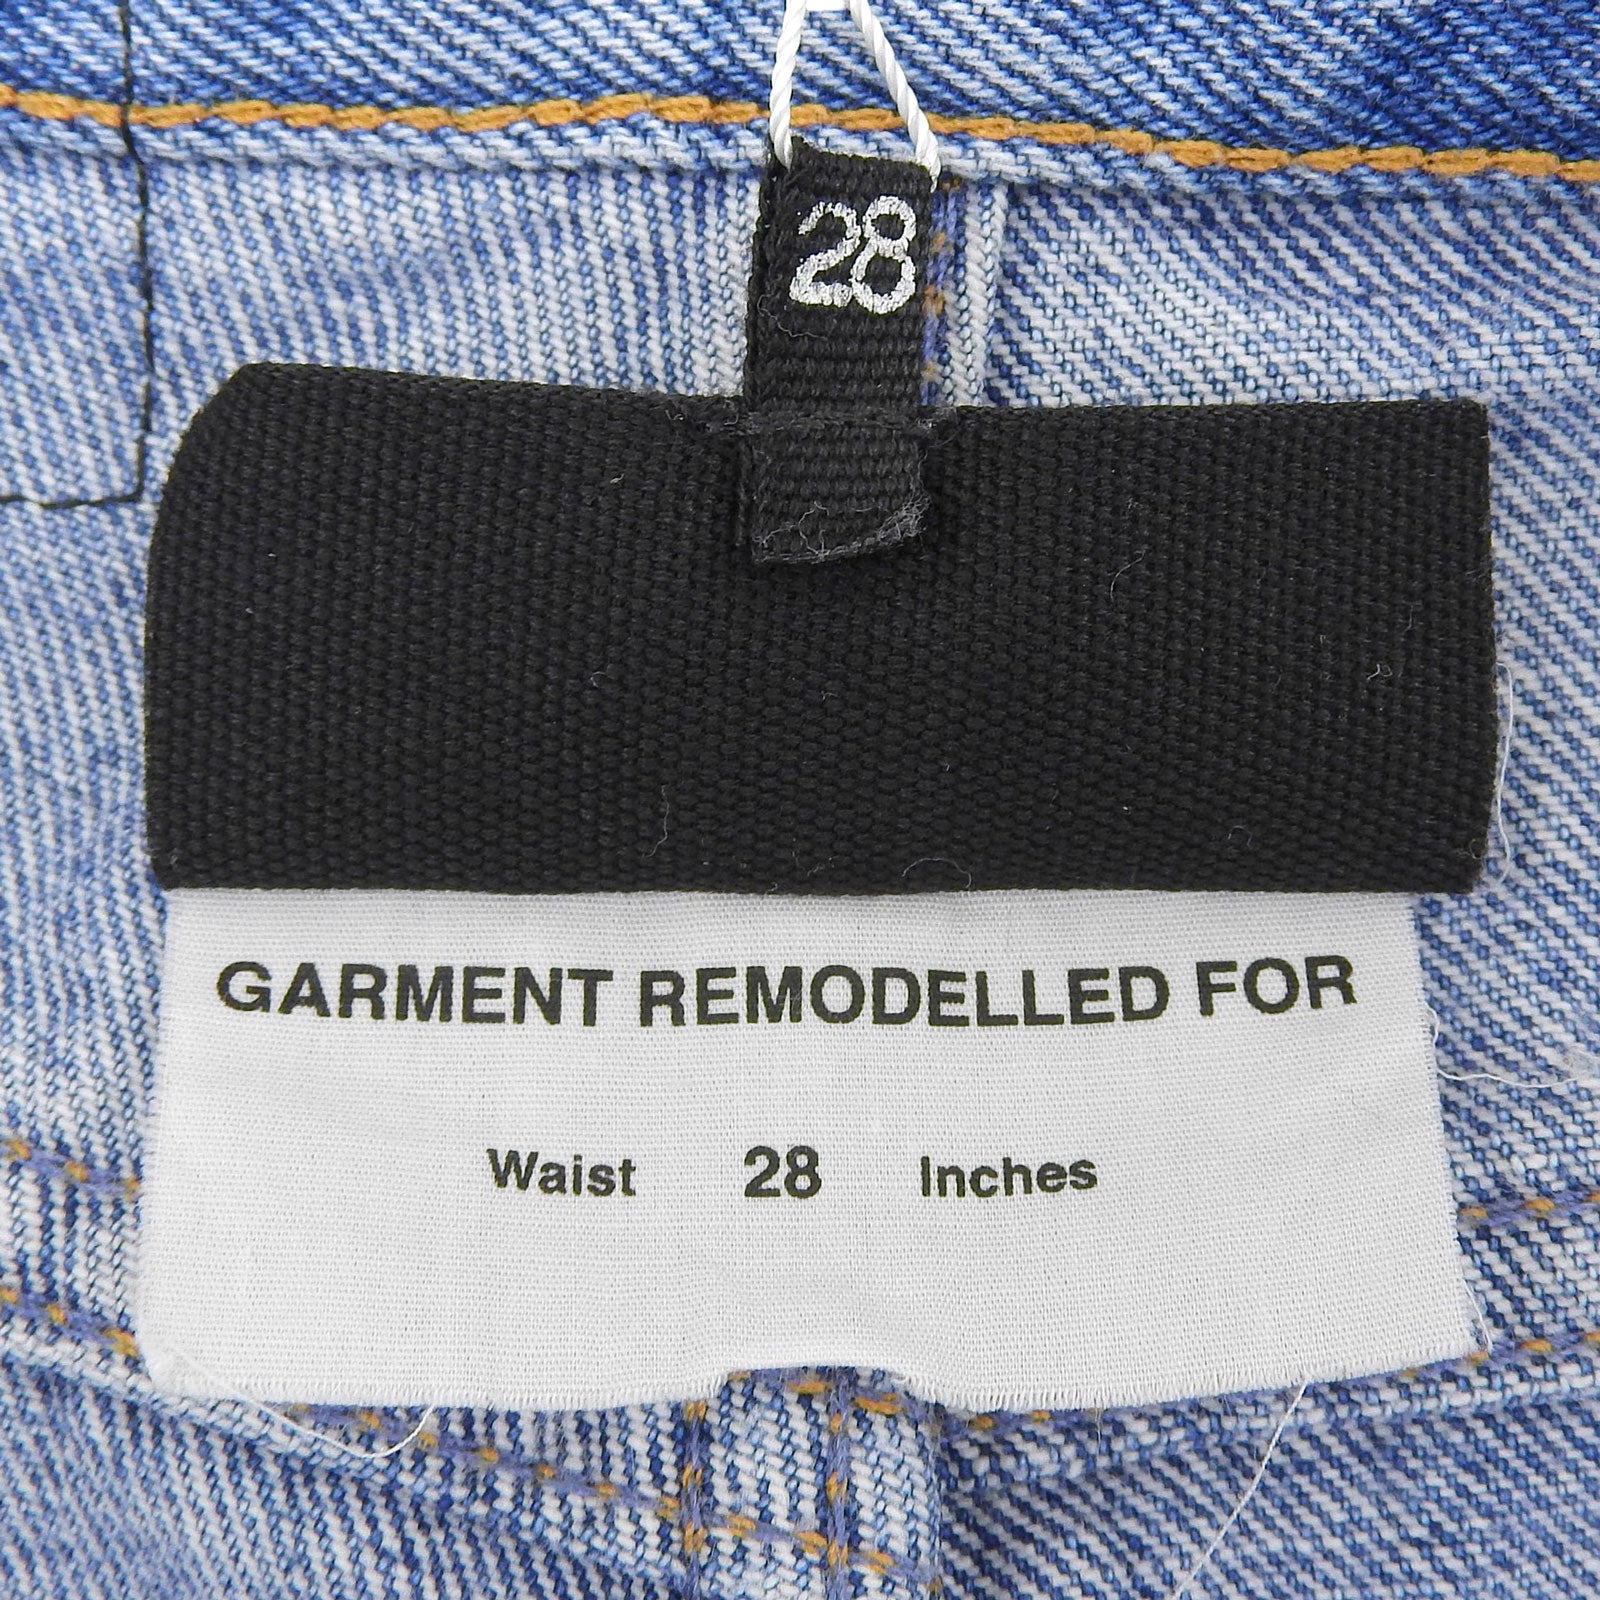 28
GARMENT REMODELLED FOR
Waist 28 Inches